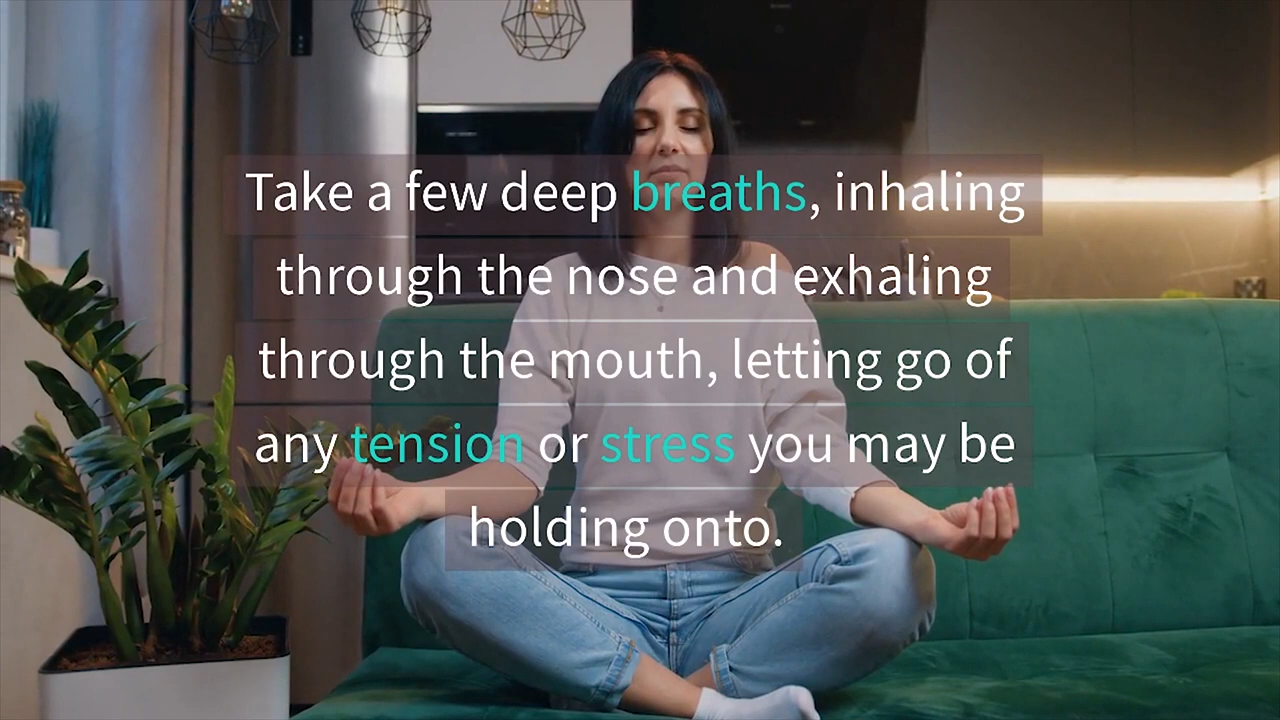 Take a few deep breaths, inhaling
through the nose and exhaling
through the mouth, letting go of
any tension or stress you may be
holding onto.